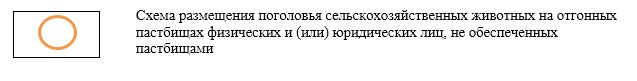 Схема размещения поголовья сельскохозяйственных животных на отгонных
пастбищах физических и (или) юридических лиц, не обеспеченных
пастбищами